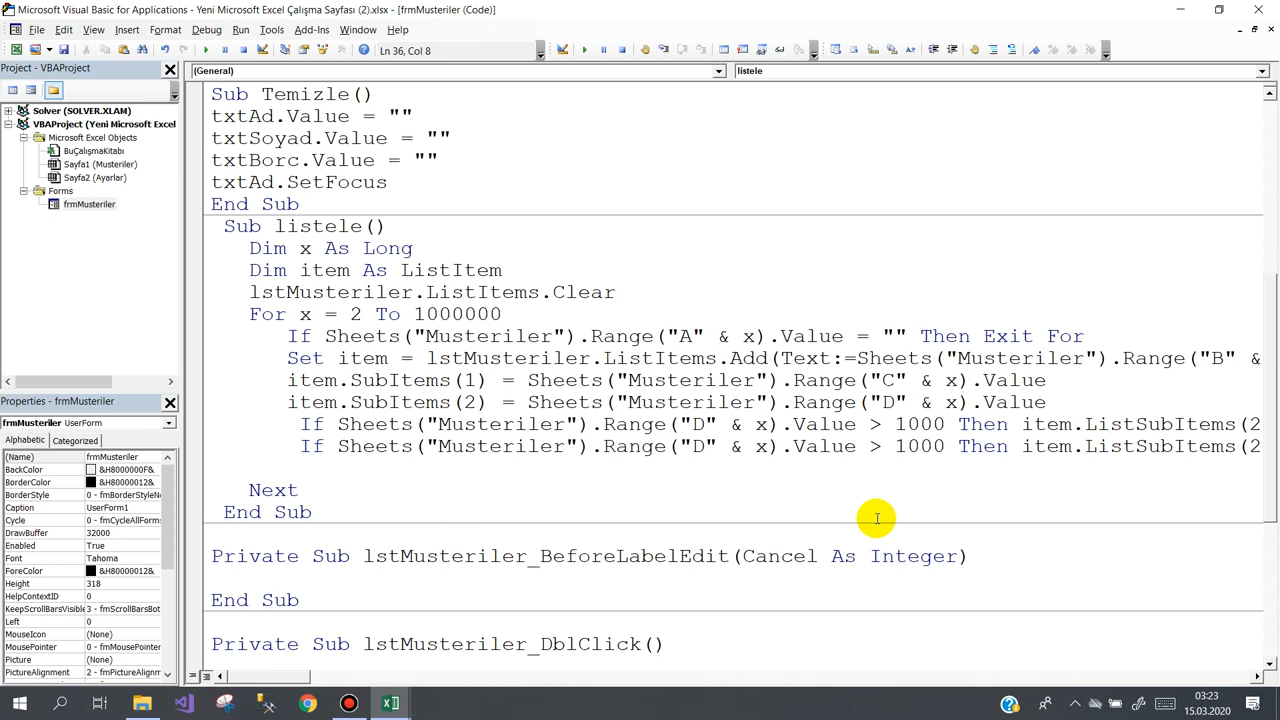 Microsoft Visual Basic for Applications - Yeni Microsoft Excel Çalışma Sayfası (2).xlsx - [frmMusteriler (Code)]
File Edit View Insert Format Debug Run Tools Add-Ins Window Help
Ln 36, Col 8
Project - VBAProject
Solver (SOLVER.XLAM)
VBAProject (Yeni Microsoft Excel
Microsoft Excel Objects
BuÇalışmaKitabı
Sayfa1 (Musteriler)
Sayfa2 (Ayarlar)
Forms
frmMusteriler
Properties - frmMusteriler
frmMusteriler UserForm
Alphabetic Categorized
(Name) frmMusteriler
BackColor &H8000000F&
BorderColor &H80000012&
BorderStyle 0 - fmBorderStyleNo
Caption UserForm1
Cycle 0 - fmCycleAllForms
DrawBuffer 32000
Enabled True
Font Tahoma
ForeColor &H80000012&
Height 318
HelpContextID 0
KeepScrollBarsVisible 3 - fmScrollBarsBot
Left 0
MouseIcon (None)
MousePointer 0 - fmMousePointer
Picture (None)
PictureAlignment 2 - fmPictureAlignm
(General) listele
Sub Temizle()
txtAd.Value = ""
txtSoyad.Value = ""
txtBorc.Value = ""
txtAd.SetFocus
End Sub
Sub listele()
Dim x As Long
Dim item As ListItem
lstMusteriler.ListItems.Clear
For x = 2 To 1000000
If Sheets("Musteriler").Range("A" & x).Value = "" Then Exit For
Set item = lstMusteriler.ListItems.Add(Text:=Sheets("Musteriler").Range("B" &
item.SubItems(1) = Sheets("Musteriler").Range("C" & x).Value
item.SubItems(2) = Sheets("Musteriler").Range("D" & x).Value
If Sheets("Musteriler").Range("D" & x).Value > 1000 Then item.ListSubItems(2
If Sheets("Musteriler").Range("D" & x).Value > 1000 Then item.ListSubItems(2
Next
End Sub
Private Sub lstMusteriler_BeforeLabelEdit(Cancel As Integer)
End Sub
Private Sub lstMusteriler_DblClick()
03:23
15.03.2020